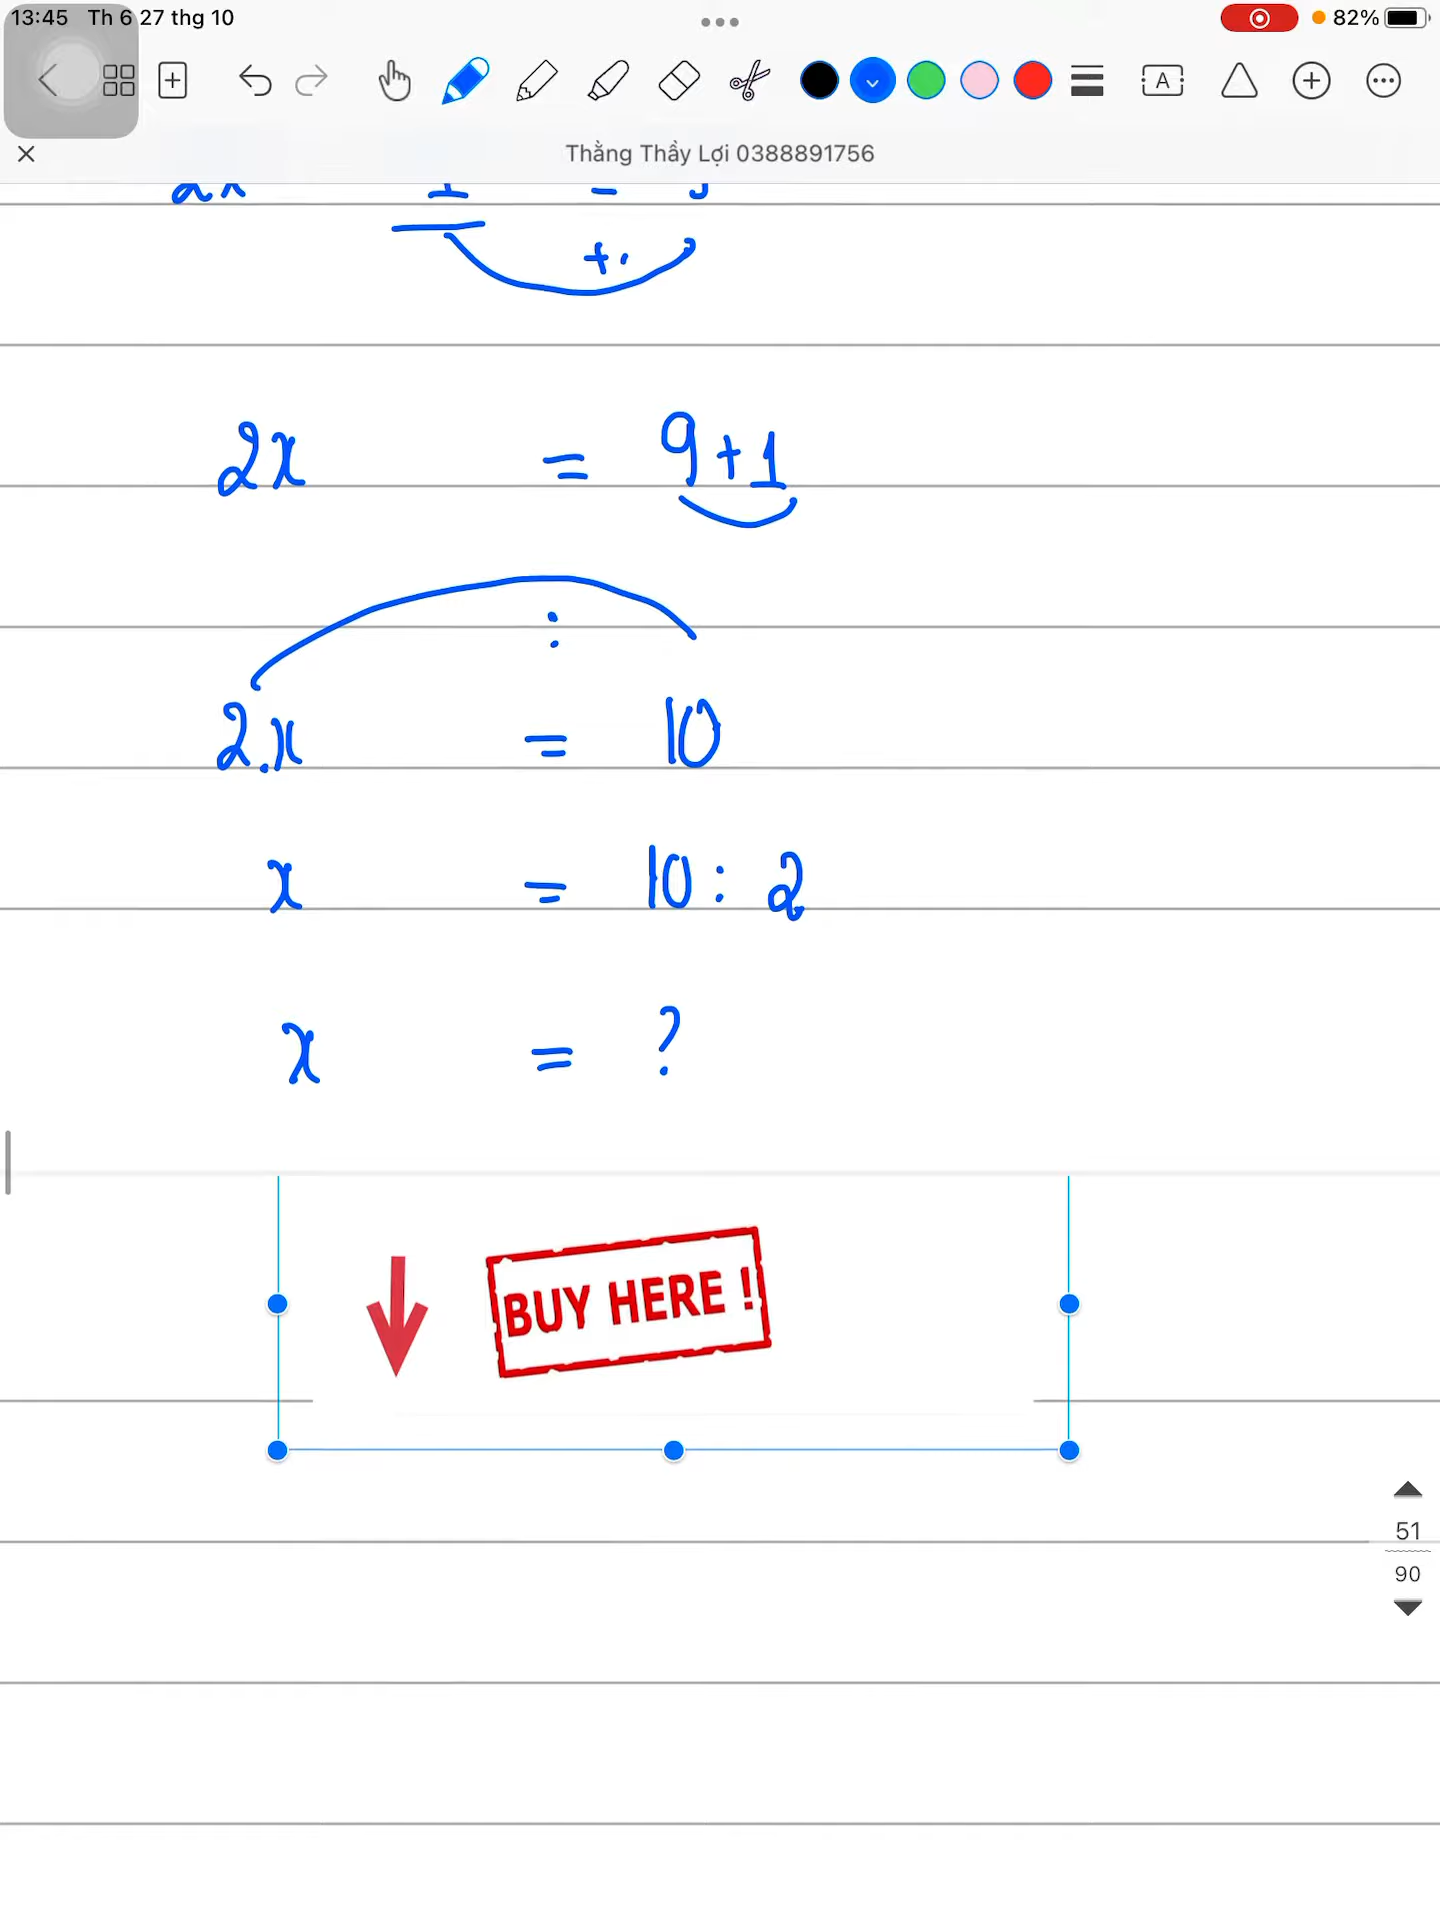 13:45 Th 6 27 thg 10 82%
A
Thằng Thầy Lợi 0388891756
+
2x = 9+1
:
2.x = 10
x = 10 : 2
x = ?
BUY HERE !
51
90